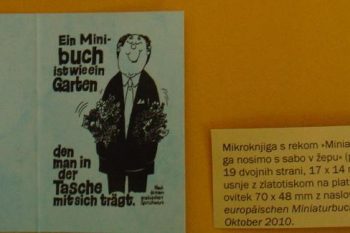 Ein Mini-
buch
ist wie ein
Garten
den man
in der
TASCHE
mit sich trägt.
Mikroknjiga s rekom »Minia
ga nosimo s sabo v žepu« (
19 dvojnih strani, 17 x 14 m
usnje z zlatotiskom na plat
ovitek 70 x 48 mm z naslo
europäischen Miniaturbuc
Oktober 2010.